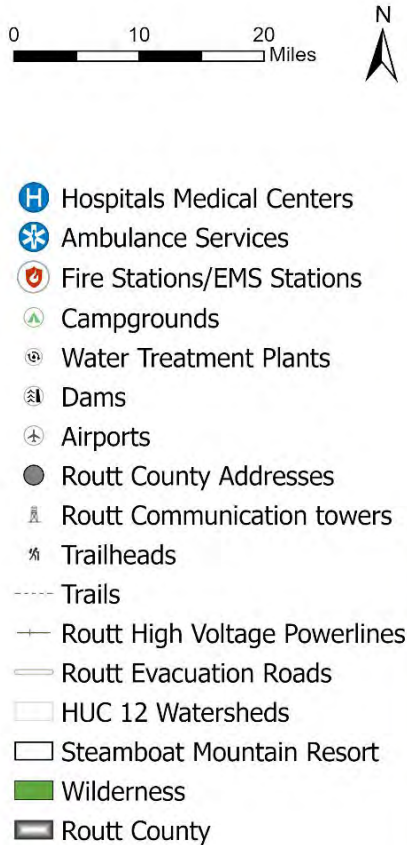 N
0 10 20
Miles
H Hospitals Medical Centers
Ambulance Services
Fire Stations/EMS Stations
Campgrounds
Water Treatment Plants
Dams
Airports
Routt County Addresses
Routt Communication towers
Trailheads
Trails
Routt High Voltage Powerlines
Routt Evacuation Roads
HUC 12 Watersheds
Steamboat Mountain Resort
Wilderness
Routt County